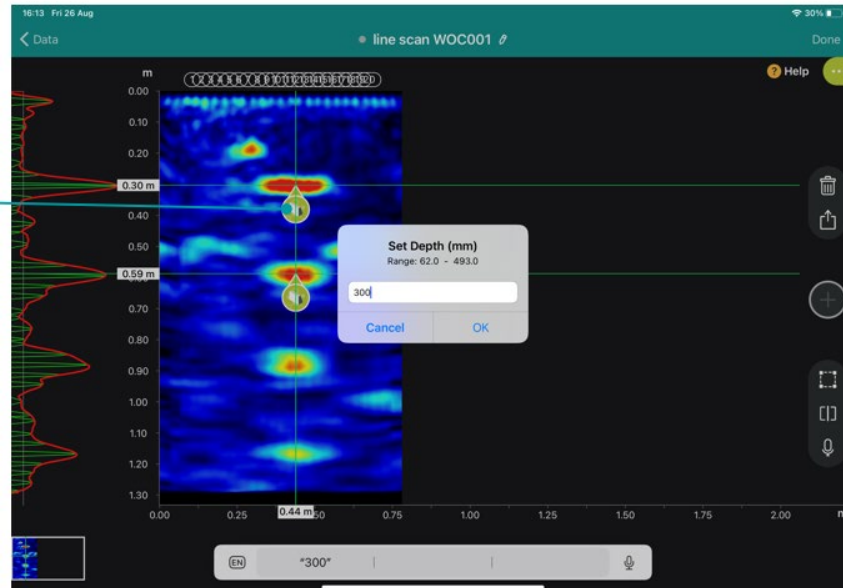 16:13 Fri 26 Aug
30%
Data
line scan WOC001
Done
m
Help
0.00
0.10
0.20
0.30 m
0.40
0.50
0.59 m
0.70
0.80
0.90
1.00
1.10
1.20
1.30
Set Depth (mm)
Range: 62.0 - 493.0
300
Cancel
OK
0.00
0.25
0.44 m
50
0.75
1.00
1.25
1.50
1.75
2.00
EN
"300"